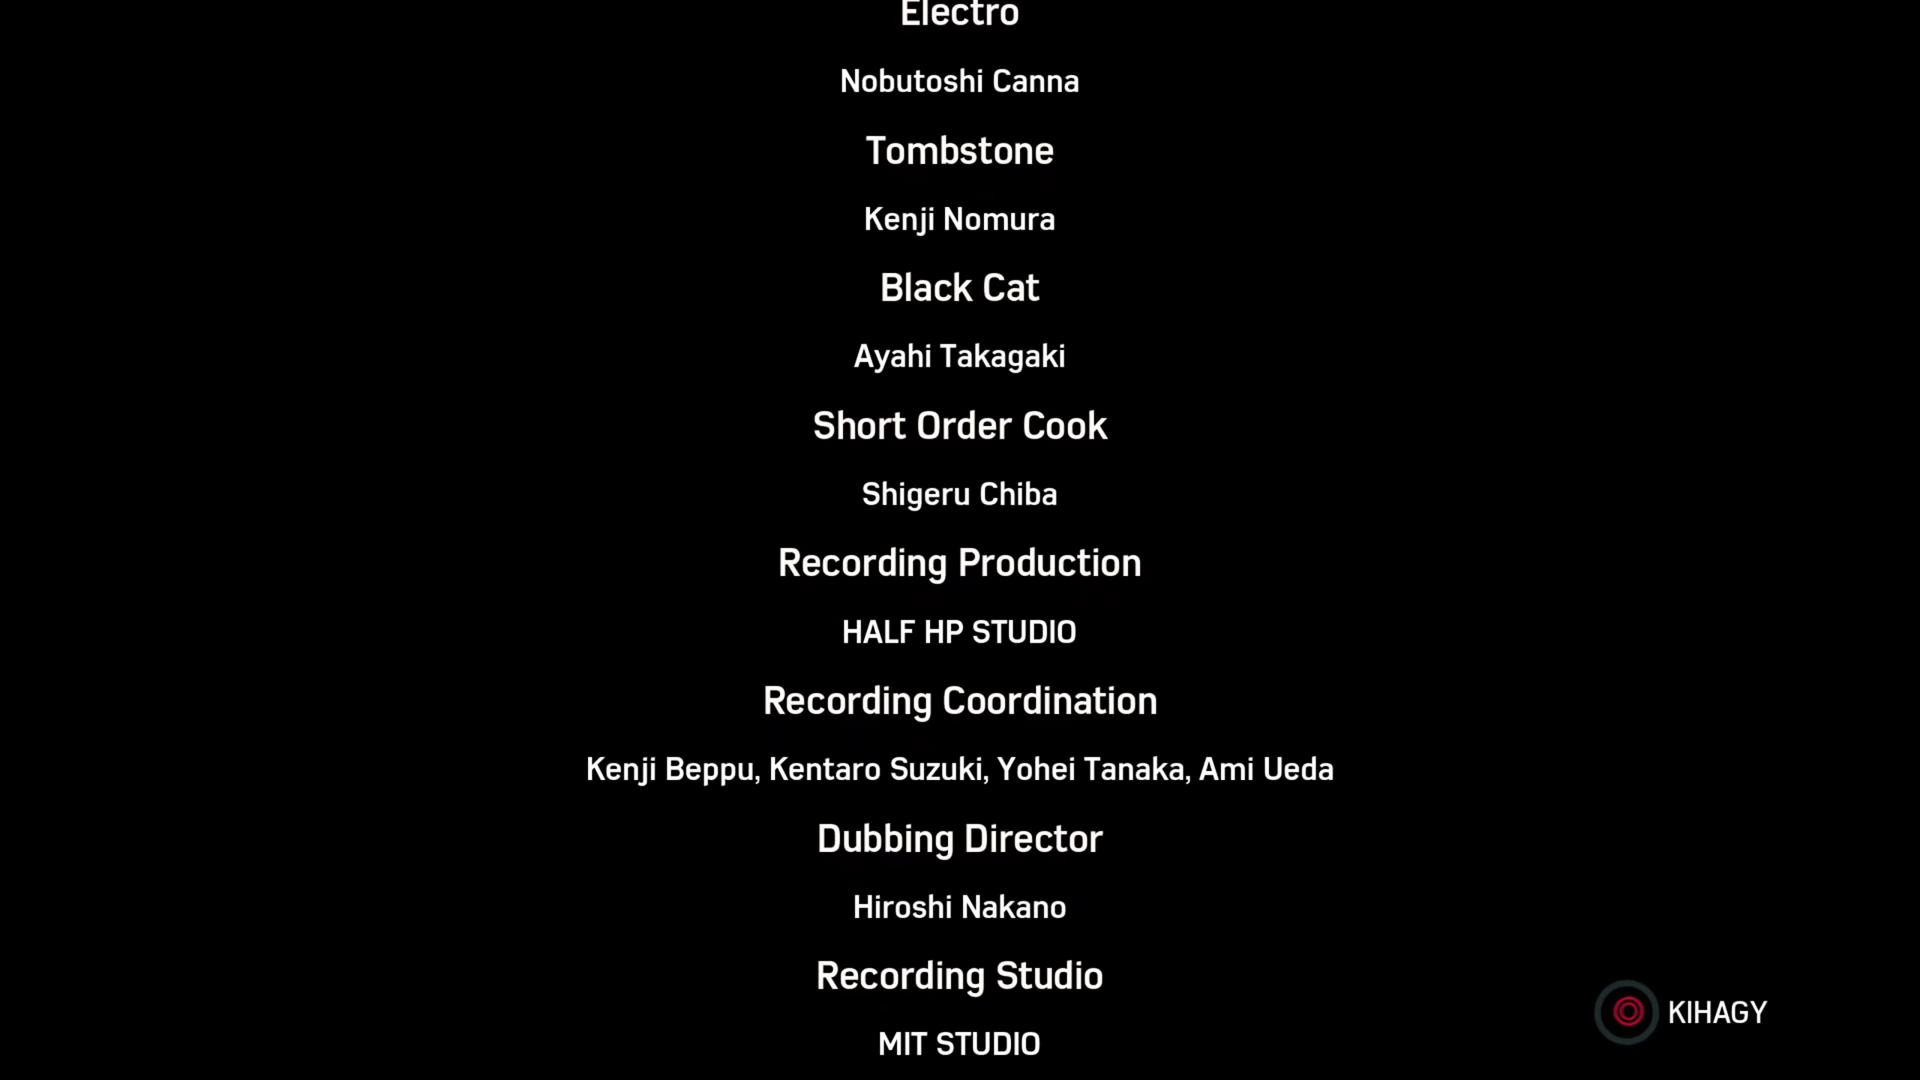 Electro
Nobutoshi Canna
Tombstone
Kenji Nomura
Black Cat
Ayahi Takagaki
Short Order Cook
Shigeru Chiba
Recording Production
HALF HP STUDIO
Recording Coordination
Kenji Beppu, Kentaro Suzuki, Yohei Tanaka, Ami Ueda
Dubbing Director
Hiroshi Nakano
Recording Studio
KIHAGY
MIT STUDIO